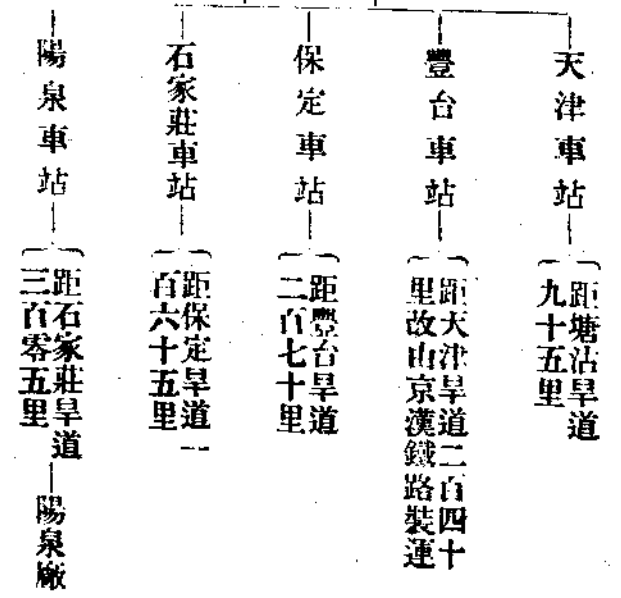 天津車站
距塘沽旱道
九十五里
豐台車站
距天津旱道二百四十
里故由京漢鐵路裝運
保定車站
距豐台旱道
二百七十里
石家莊車站
距保定旱道一
百六十五里
陽泉車站
距石家莊旱道
三百零五里
陽泉廠